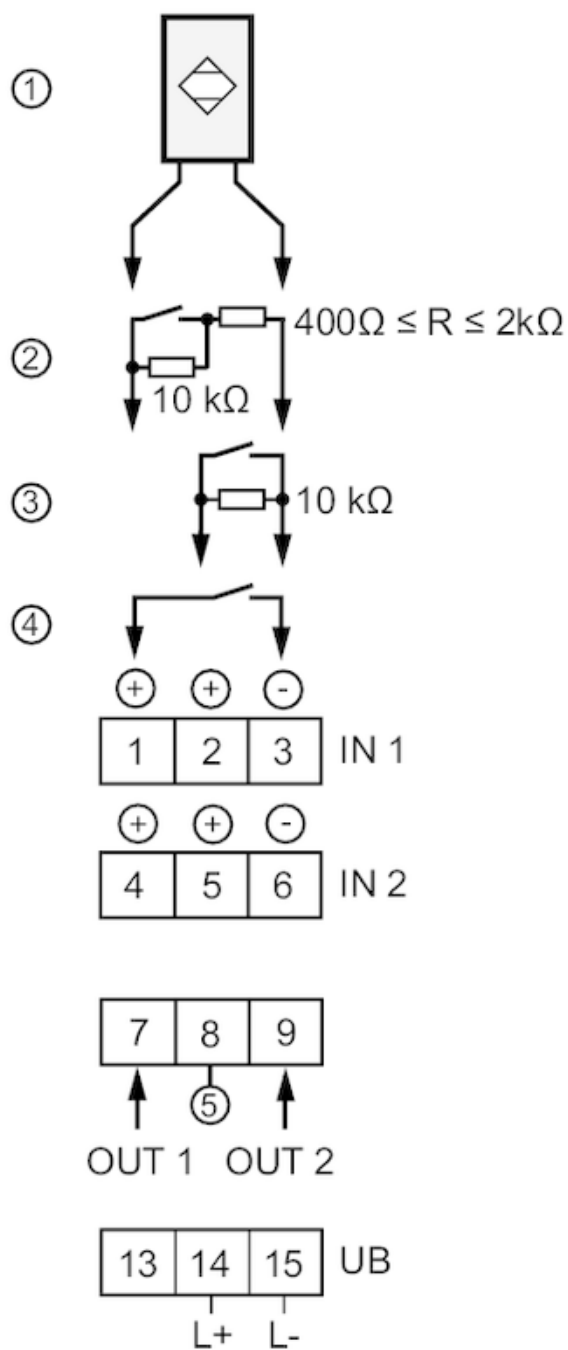 ①
400Ω ≤ R ≤ 2kΩ
②
10 kΩ
③
10 kΩ
④
+ + -
1 2 3 IN 1
+ + -
4 5 6 IN 2
7 8 9
⑤
OUT 1 OUT 2
13 14 15 UB
L+ L-